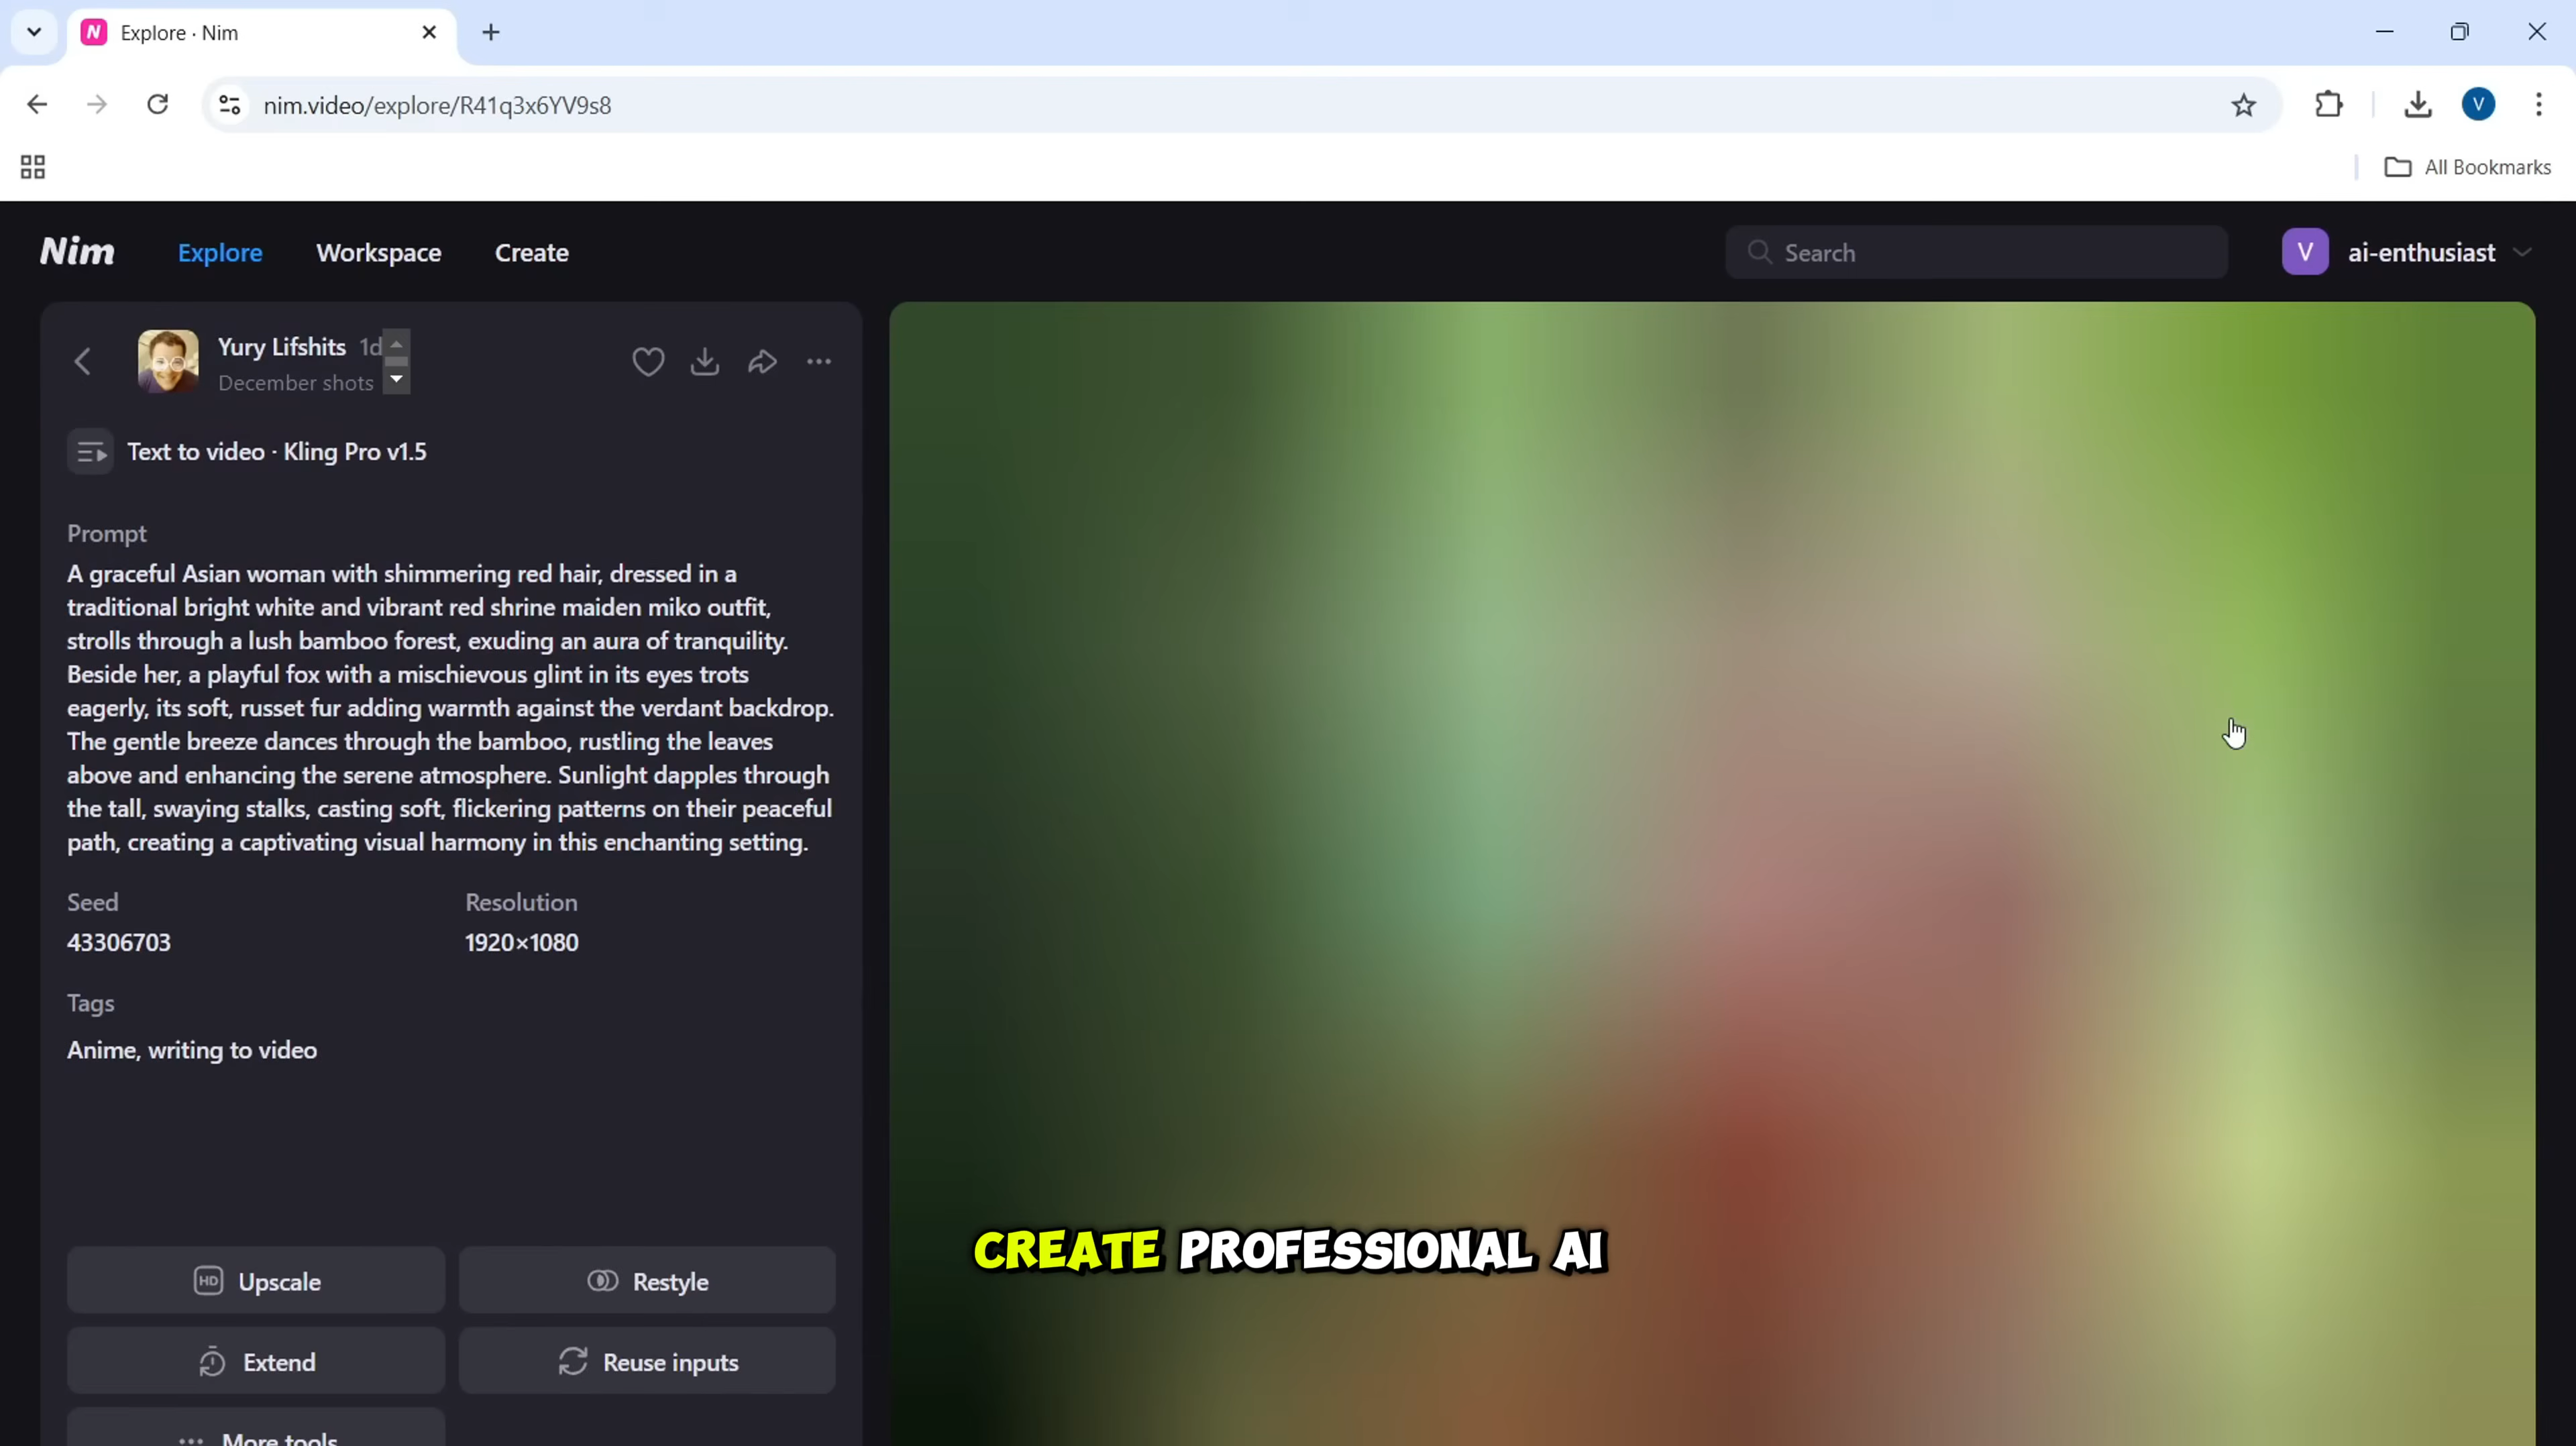 N Explore · Nim
nim.video/explore/R41q3x6YV9s8
V
All Bookmarks
Nim Explore Workspace Create
Search
V ai-enthusiast
Yury Lifshits 1d
December shots
Text to video · Kling Pro v1.5
Prompt
A graceful Asian woman with shimmering red hair, dressed in a
traditional bright white and vibrant red shrine maiden miko outfit,
strolls through a lush bamboo forest, exuding an aura of tranquility.
Beside her, a playful fox with a mischievous glint in its eyes trots
eagerly, its soft, russet fur adding warmth against the verdant backdrop.
The gentle breeze dances through the bamboo, rustling the leaves
above and enhancing the serene atmosphere. Sunlight dapples through
the tall, swaying stalks, casting soft, flickering patterns on their peaceful
path, creating a captivating visual harmony in this enchanting setting.
Seed Resolution
43306703 1920×1080
Tags
Anime, writing to video
CREATE PROFESSIONAL AI
HD Upscale Restyle
Extend Reuse inputs
More tools